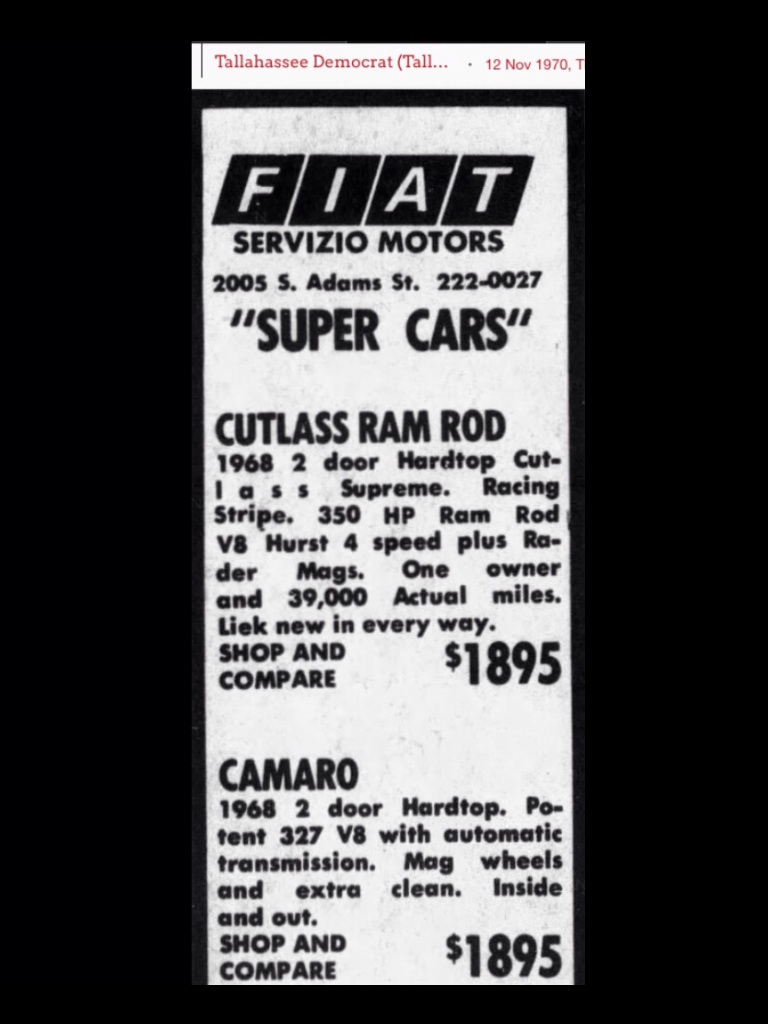 Tallahassee Democrat (Tall...
· 12 Nov 1970, T
FIAT
SERVIZIO MOTORS
2005 S. Adams St. 222-0027
"SUPER CARS"
CUTLASS RAM ROD
1968 2 door Hardtop Cut-
l a s s Supreme. Racing
Stripe. 350 HP Ram Rod
V8 Hurst 4 speed plus Ra-
der Mags. One owner
and 39,000 Actual miles.
Liek new in every way.
SHOP AND
COMPARE $1895
CAMARO
1968 2 door Hardtop. Po-
tent 327 V8 with automatic
transmission. Mag wheels
and extra clean. Inside
and out.
SHOP AND
COMPARE $1895